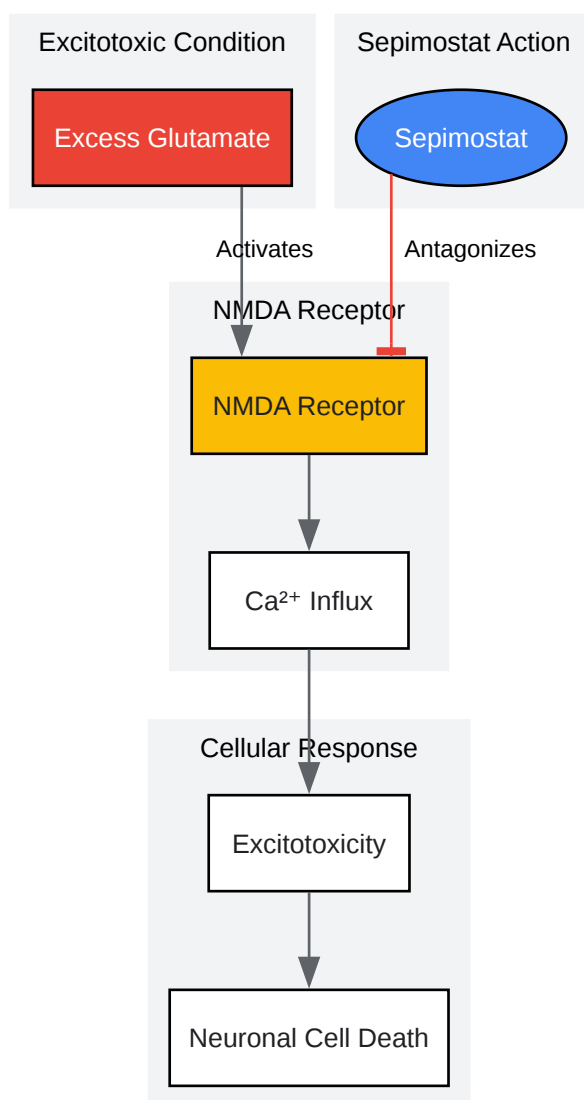 Excitotoxic Condition
Sepimostat Action
Excess Glutamate
Sepimostat
Activates
Antagonizes
NMDA Receptor
NMDA Receptor
Ca²⁺ Influx
Cellular Response
Excitotoxicity
Neuronal Cell Death